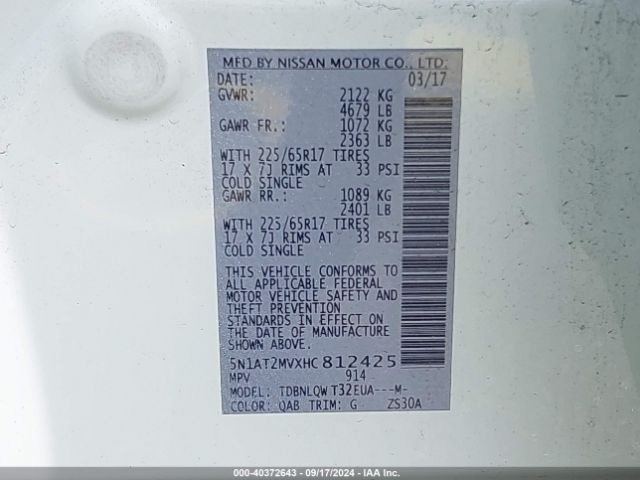 MFD BY NISSAN MOTOR CO., LTD.
DATE: 03/17
GVWR: 2122 KG
4679 LB
GAWR FR.: 1072 KG
2363 LB
WITH 225/65R17 TIRES
17 X 7J RIMS AT 33 PSI
COLD SINGLE
GAWR RR.: 1089 KG
2401 LB
WITH 225/65R17 TIRES
17 X 7J RIMS AT 33 PSI
COLD SINGLE
THIS VEHICLE CONFORMS TO
ALL APPLICABLE FEDERAL
MOTOR VEHICLE SAFETY AND
THEFT PREVENTION
STANDARDS IN EFFECT ON
THE DATE OF MANUFACTURE
SHOWN ABOVE.
5N1AT2MVXHC812425
MPV 914
MODEL: TDBNLQWT32EUA---M-
COLOR: QAB TRIM: G ZS30A
000-40372643 - 09/17/2024 - IAA Inc.